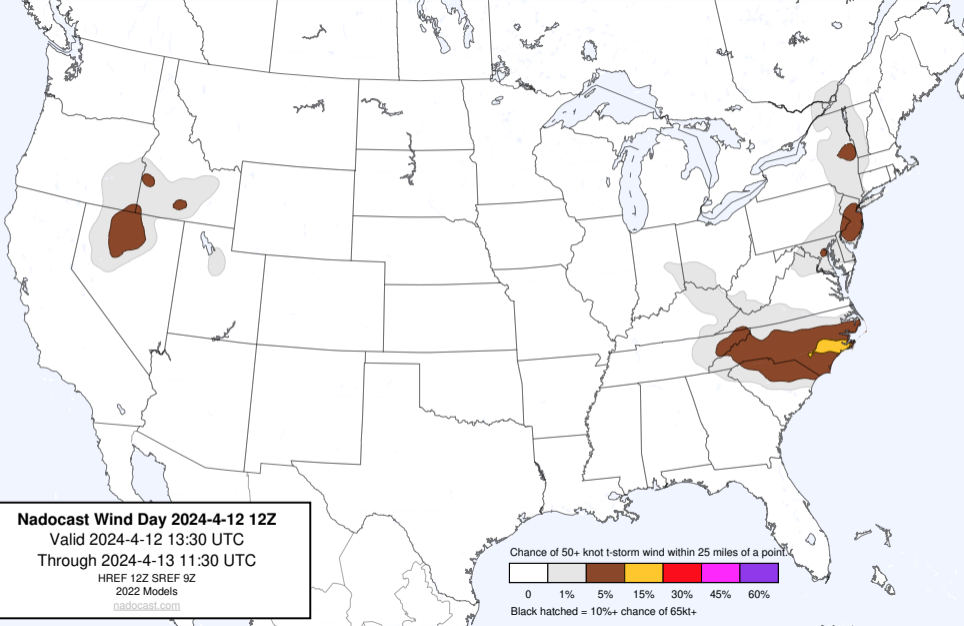 Nadocast Wind Day 2024-4-12 12Z
Valid 2024-4-12 13:30 UTC
Through 2024-4-13 11:30 UTC
HREF 12Z SREF 9Z
2022 Models
nadocast.com
Chance of 50+ knot t-storm wind within 25 miles of a point.
0 1% 5% 15% 30% 45% 60%
Black hatched = 10%+ chance of 65kt+